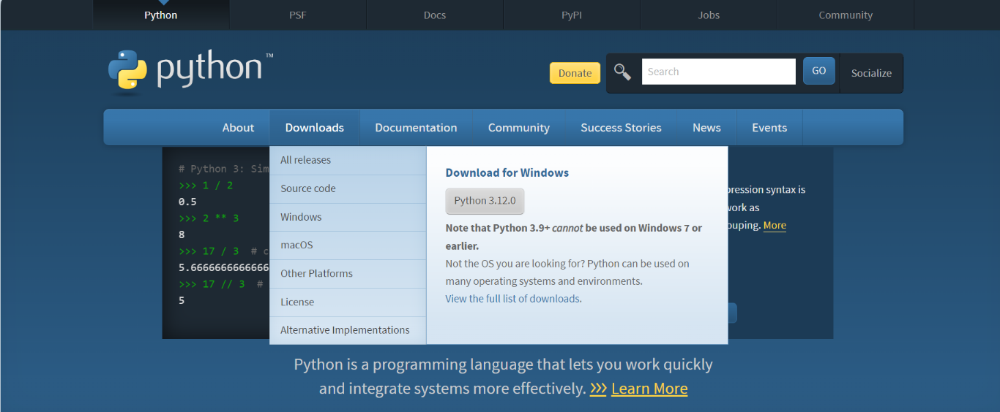 Python PSF Docs PyPI Jobs Community
python™
Donate Search GO Socialize
About Downloads Documentation Community Success Stories News Events
# Python 3: Sim
>>> 1 / 2
0.5
>>> 2 ** 3
8
>>> 17 / 3 # c
5.6666666666666
>>> 17 // 3 #
5
All releases
Source code
Windows
macOS
Other Platforms
License
Alternative Implementations
Download for Windows
Python 3.12.0
Note that Python 3.9+ cannot be used on Windows 7 or
earlier.
Not the OS you are looking for? Python can be used on
many operating systems and environments.
View the full list of downloads.
pression syntax is
work as
ouping. More
Python is a programming language that lets you work quickly
and integrate systems more effectively. >>> Learn More